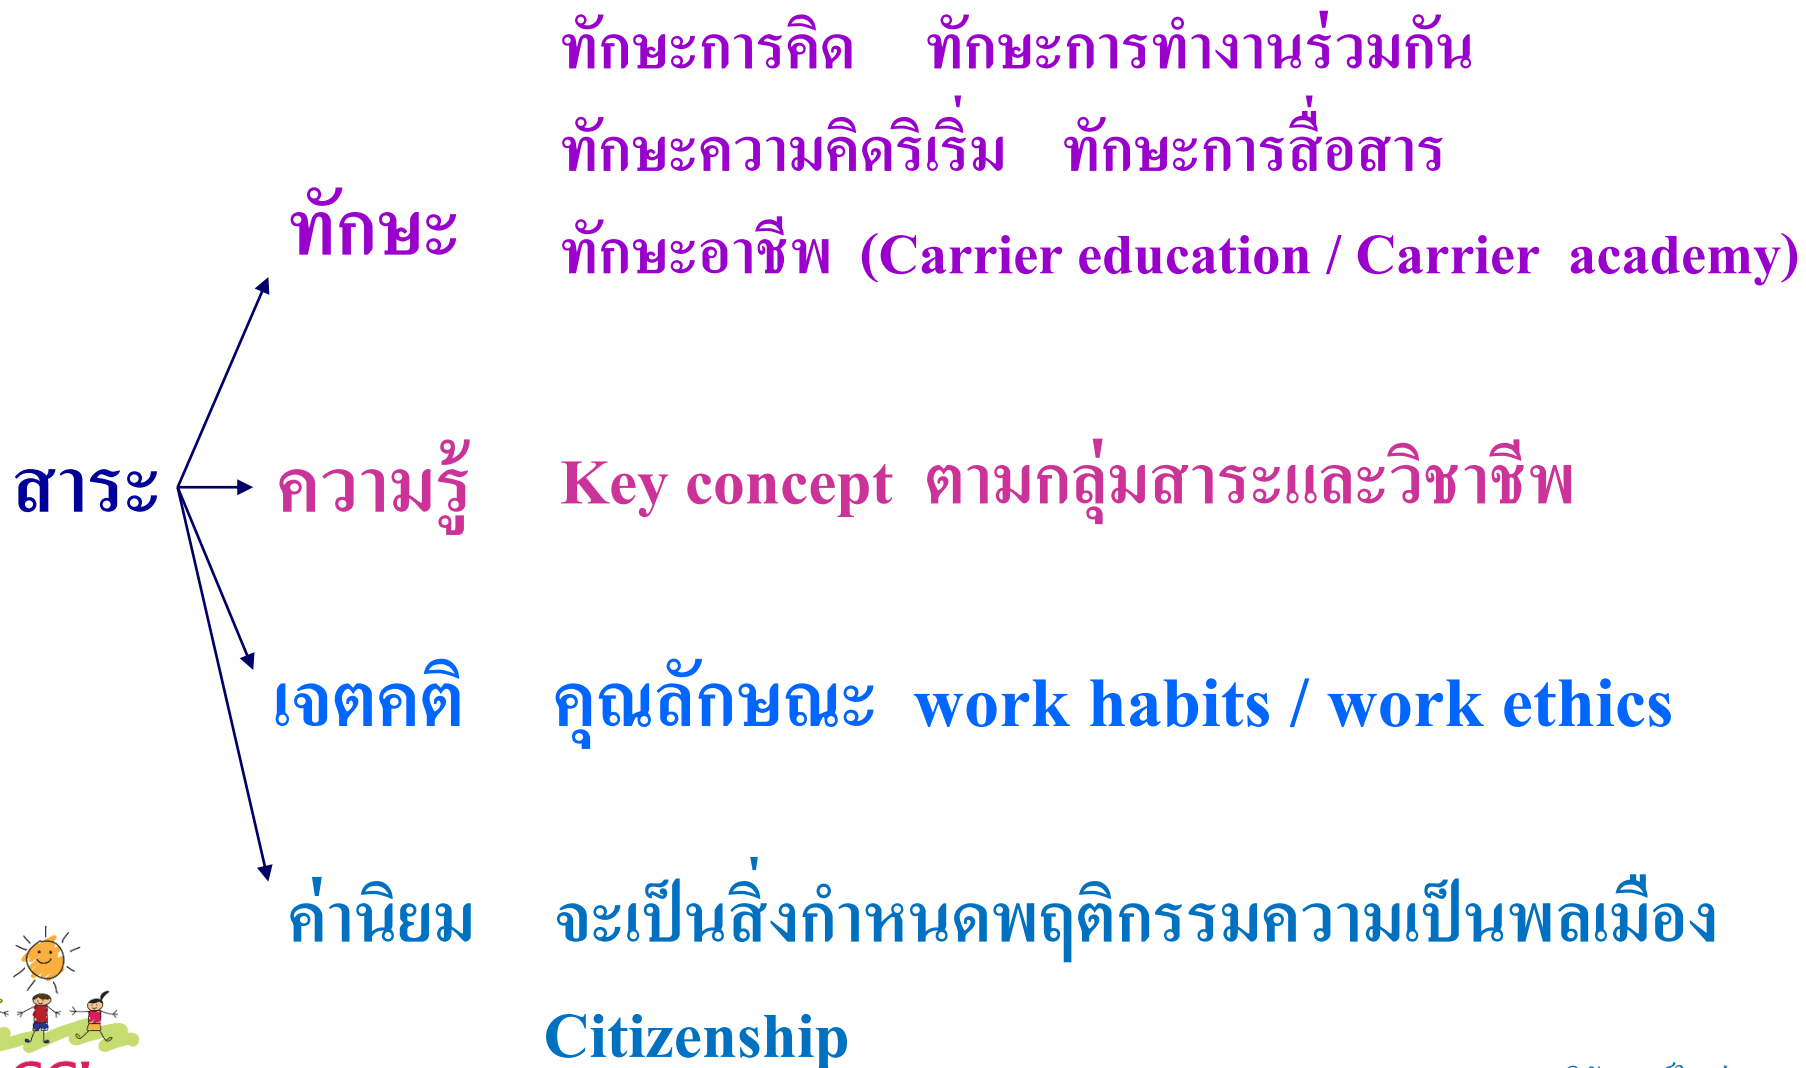 ทักษะการคิด ทักษะการทำงานร่วมกัน
ทักษะความคิดริเริ่ม ทักษะการสื่อสาร
ทักษะ
ทักษะอาชีพ (Carrier education / Carrier academy)
สาระ
ความรู้
Key concept ตามกลุ่มสาระและวิชาชีพ
เจตคติ
คุณลักษณะ work habits / work ethics
ค่านิยม
จะเป็นสิ่งกำหนดพฤติกรรมความเป็นพลเมือง
Citizenship